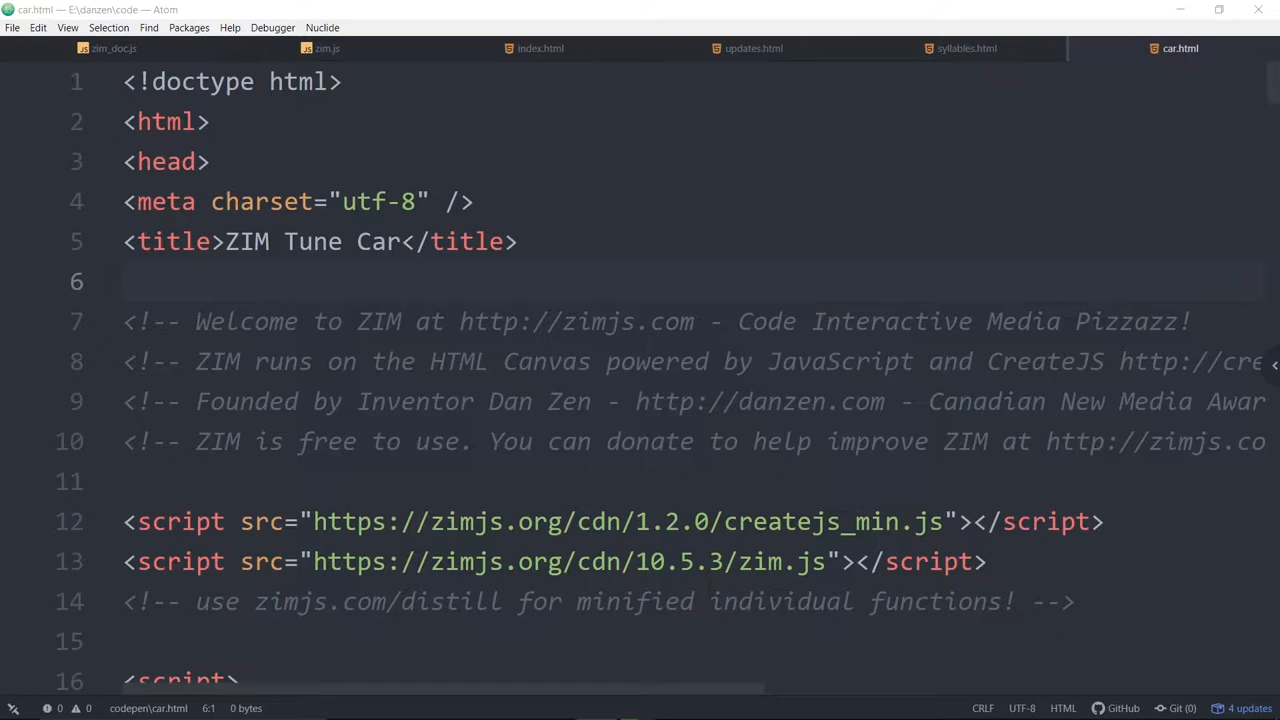 car.html — E:\danzen\code — Atom
File Edit View Selection Find Packages Help Debugger Nuclide
zim_doc.js zim.js index.html updates.html syllables.html car.html
1 <!doctype html>
2 <html>
3 <head>
4 <meta charset="utf-8" />
5 <title>ZIM Tune Car</title>
6
7 <!-- Welcome to ZIM at http://zimjs.com - Code Interactive Media Pizzazz!
8 <!-- ZIM runs on the HTML Canvas powered by JavaScript and CreateJS http://cre
9 <!-- Founded by Inventor Dan Zen - http://danzen.com - Canadian New Media Awar
10 <!-- ZIM is free to use. You can donate to help improve ZIM at http://zimjs.co
11
12 <script src="https://zimjs.org/cdn/1.2.0/createjs_min.js"></script>
13 <script src="https://zimjs.org/cdn/10.5.3/zim.js"></script>
14 <!-- use zimjs.com/distill for minified individual functions! -->
15
16 <script>
0 0 codepen\car.html 6:1 0 bytes CRLF UTF-8 HTML GitHub Git (0) 4 updates